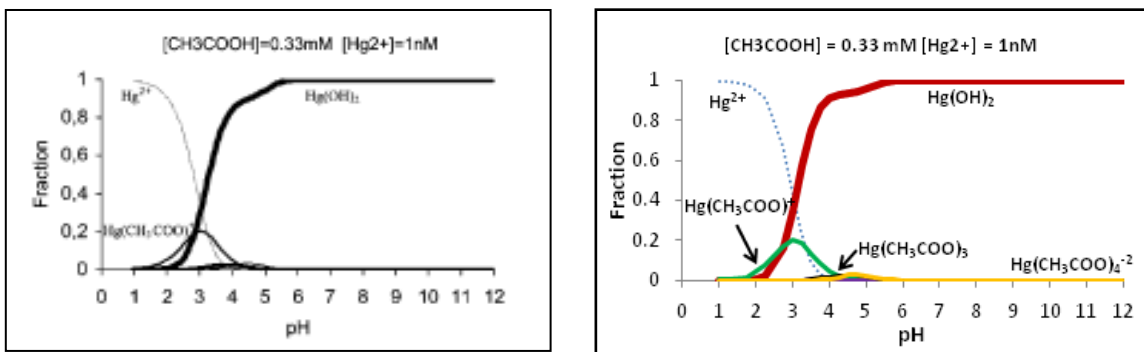 [CH3COOH]=0.33mM [Hg2+]=1nM
1
0,8
0,6
0,4
0,2
0
Fraction
Hg²⁺
Hg(OH)₂
Hg(CH₃COO)⁺
0 1 2 3 4 5 6 7 8 9 10 11 12
pH
[CH3COOH] = 0.33 mM [Hg2+] = 1nM
1
0.8
0.6
0.4
0.2
0
Fraction
Hg²⁺
Hg(OH)₂
Hg(CH₃COO)⁺
Hg(CH₃COO)₃
Hg(CH₃COO)₄⁻²
0 1 2 3 4 5 6 7 8 9 10 11 12
pH